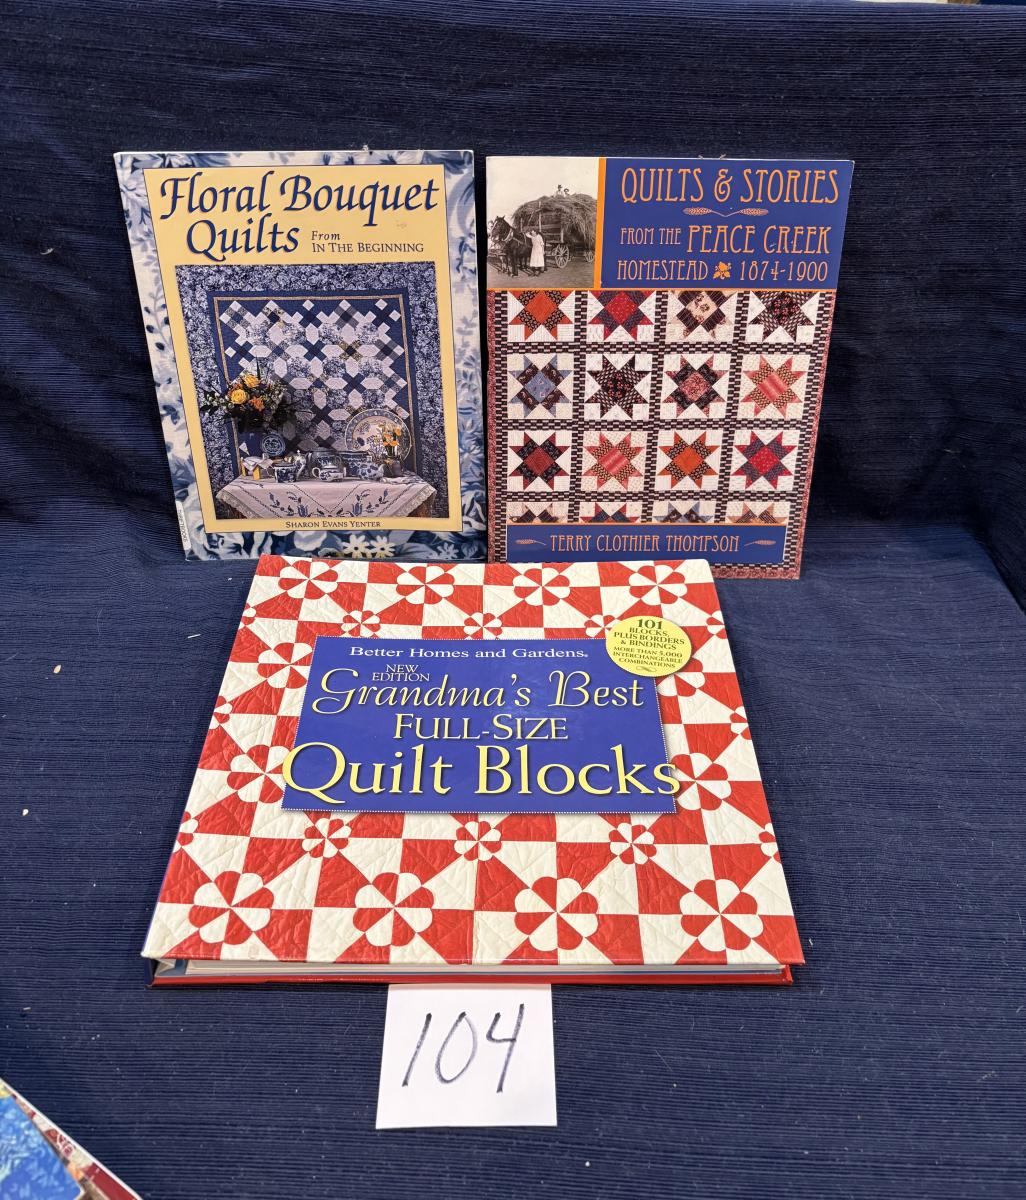 Floral Bouquet
Quilts From
IN THE BEGINNING
SHARON EVANS YENTER
QUILTS & STORIES
FROM THE PEACE CREEK
HOMESTEAD 1874-1900
TERRY CLOTHIER THOMPSON
Better Homes and Gardens®
NEW
EDITION
Grandma's Best
FULL-SIZE
Quilt Blocks
101
BLOCKS,
PLUS BORDERS
& BINDINGS
MORE THAN 5,000
INTERCHANGEABLE
COMBINATIONS
104